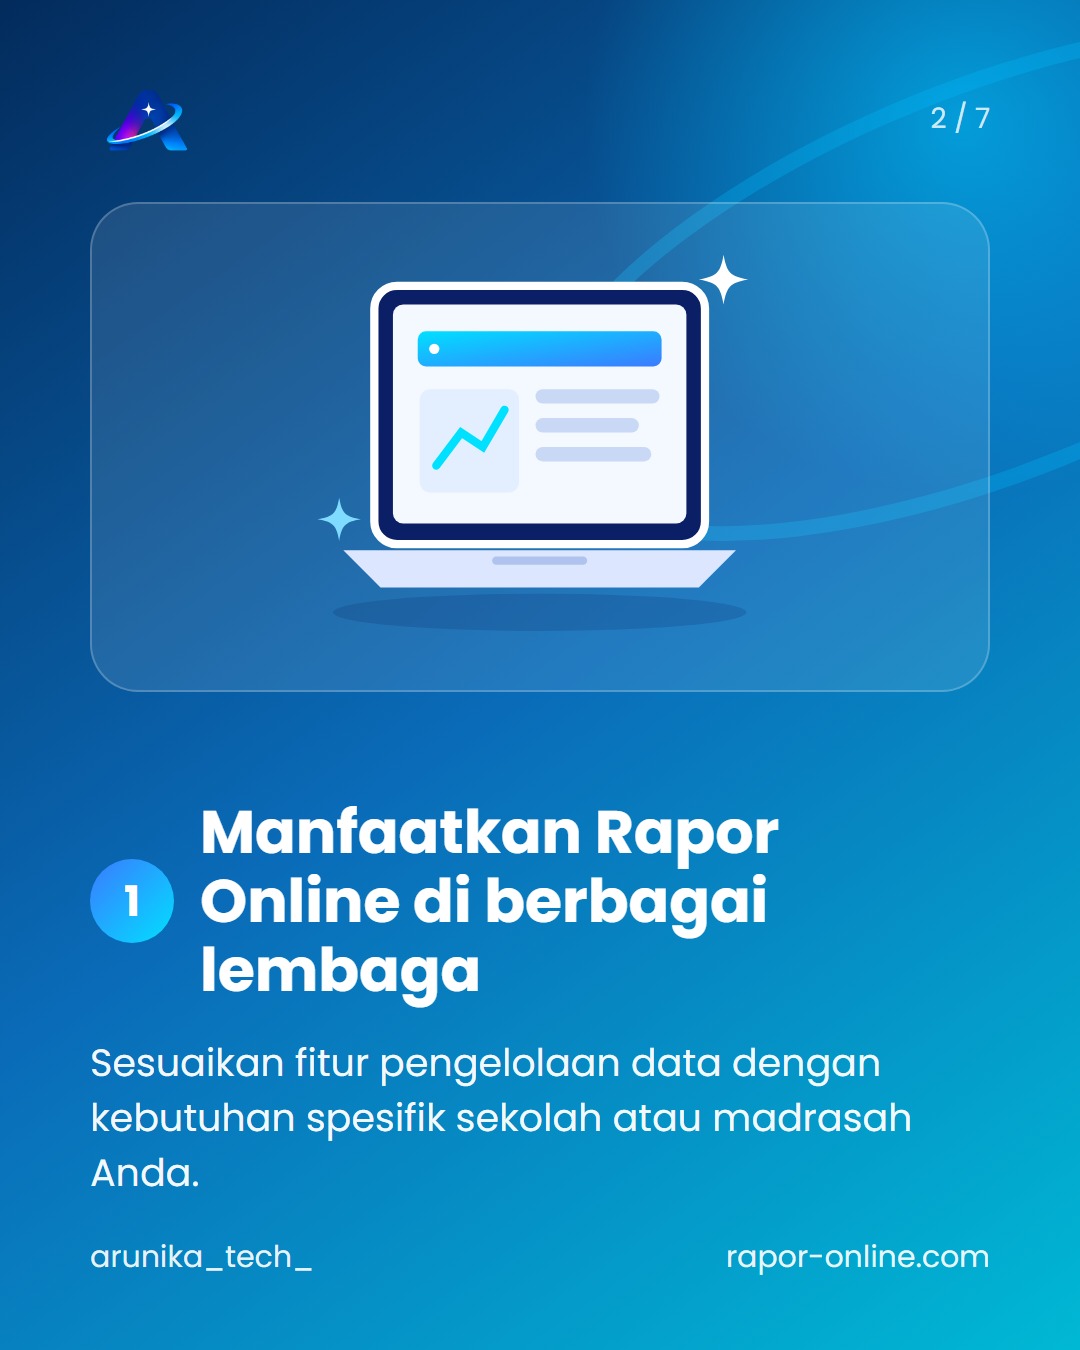 2 / 7
1
Manfaatkan Rapor
Online di berbagai
lembaga
Sesuaikan fitur pengelolaan data dengan
kebutuhan spesifik sekolah atau madrasah
Anda.
arunika_tech_
rapor-online.com